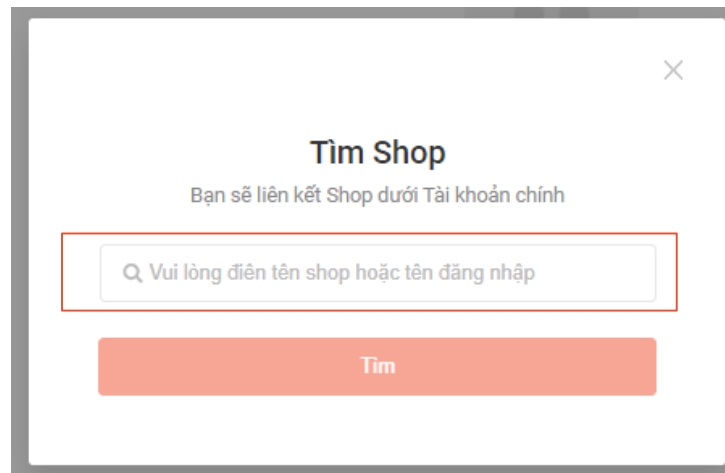 Tìm Shop
Bạn sẽ liên kết Shop dưới Tài khoản chính
Vui lòng điên tên shop hoặc tên đăng nhập
Tìm